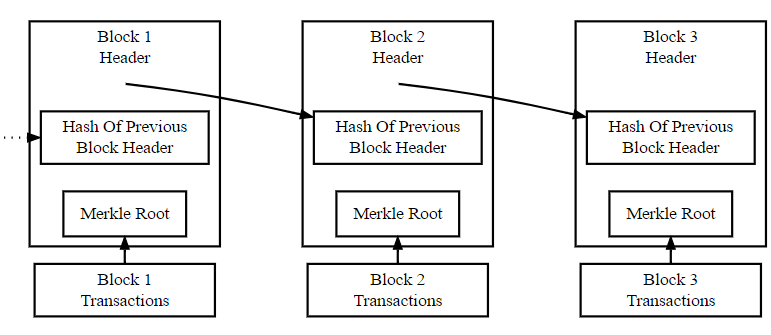 Block 1
Header
Hash Of Previous
Block Header
Merkle Root
Block 1
Transactions
Block 2
Header
Hash Of Previous
Block Header
Merkle Root
Block 2
Transactions
Block 3
Header
Hash Of Previous
Block Header
Merkle Root
Block 3
Transactions